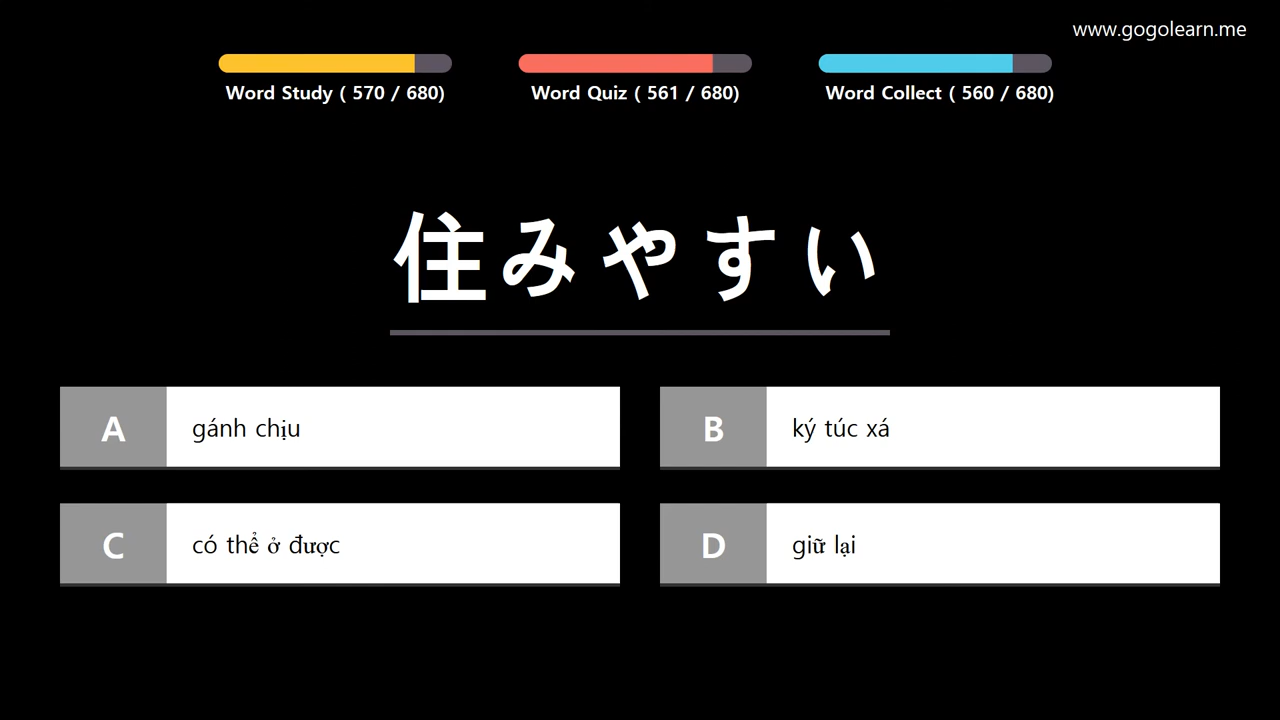 www.gogolearn.me
Word Study ( 570 / 680)
Word Quiz ( 561 / 680)
Word Collect ( 560 / 680)
住みやすい
A
gánh chịu
B
ký túc xá
C
có thể ở được
D
giữ lại